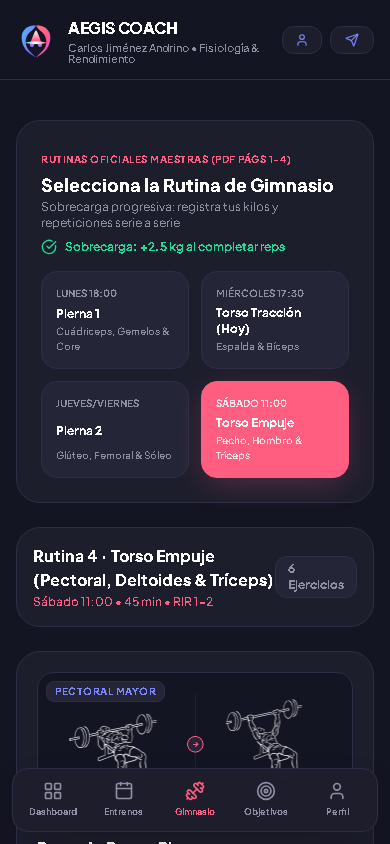 AEGIS COACH
Carlos Jiménez Andrino • Fisiología &
Rendimiento
RUTINAS OFICIALES MAESTRAS (PDF PÁGS 1-4)
Selecciona la Rutina de Gimnasio
Sobrecarga progresiva: registra tus kilos y
repeticiones serie a serie
Sobrecarga: +2.5 kg al completar reps
LUNES 18:00
Pierna 1
Cuádriceps, Gemelos &
Core
MIÉRCOLES 17:30
Torso Tracción
(Hoy)
Espalda & Bíceps
JUEVES/VIERNES
Pierna 2
Glúteo, Femoral & Sóleo
SÁBADO 11:00
Torso Empuje
Pecho, Hombro &
Tríceps
Rutina 4 · Torso Empuje
(Pectoral, Deltoides & Tríceps)
Sábado 11:00 • 45 min • RIR 1-2
6
Ejercicios
PECTORAL MAYOR
Dashboard
Entrenos
Gimnasio
Objetivos
Perfil